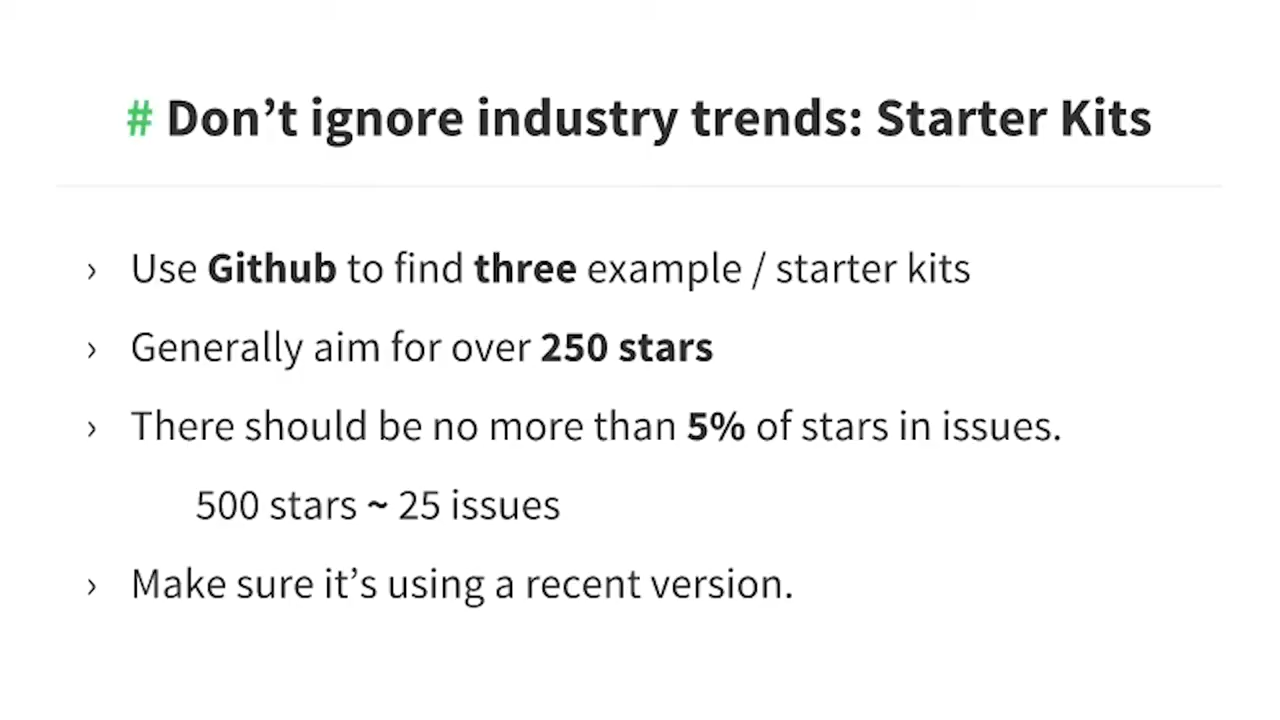 # Don’t ignore industry trends: Starter Kits
› Use Github to find three example / starter kits
› Generally aim for over 250 stars
› There should be no more than 5% of stars in issues.
500 stars ~ 25 issues
› Make sure it’s using a recent version.